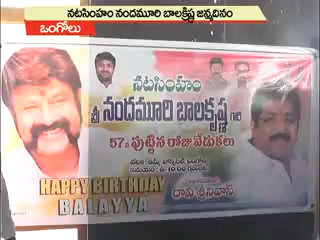 నటసింహం నందమూరి బాలకృష్ణ జన్మదినం
ఒంగోలు
నటసింహం
శ్రీ నందమూరి బాలకృష్ణ గారి
57వ పుట్టిన రోజు వేడుకలు
HAPPY BIRTHDAY
BALAYYA
రావి శ్రీనివాస్